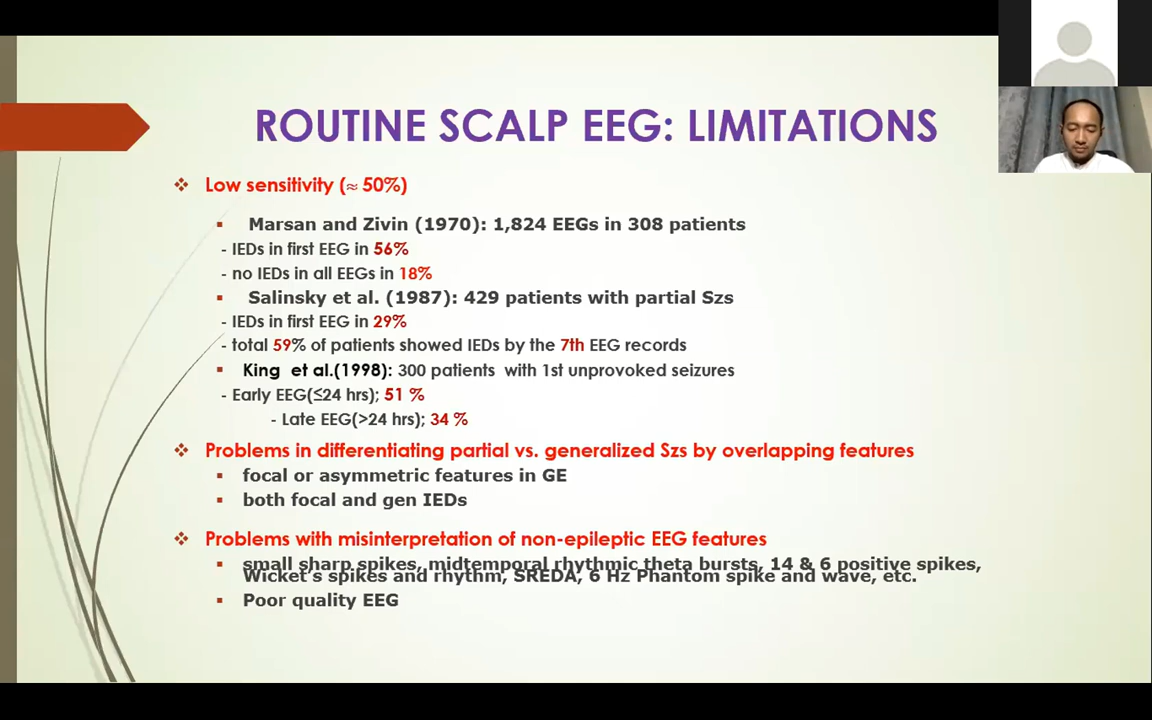 ROUTINE SCALP EEG: LIMITATIONS
Low sensitivity (≈ 50%)
Marsan and Zivin (1970): 1,824 EEGs in 308 patients
- IEDs in first EEG in 56%
- no IEDs in all EEGs in 18%
Salinsky et al. (1987): 429 patients with partial Szs
- IEDs in first EEG in 29%
- total 59% of patients showed IEDs by the 7th EEG records
King et al.(1998): 300 patients with 1st unprovoked seizures
- Early EEG(≤24 hrs); 51 %
- Late EEG(>24 hrs); 34 %
Problems in differentiating partial vs. generalized Szs by overlapping features
focal or asymmetric features in GE
both focal and gen IEDs
Problems with misinterpretation of non-epileptic EEG features
small sharp spikes, midtemporal rhythmic theta bursts, 14 & 6 positive spikes,
Wicket's spikes and rhythm, SREDA, 6 Hz Phantom spike and wave, etc.
Poor quality EEG